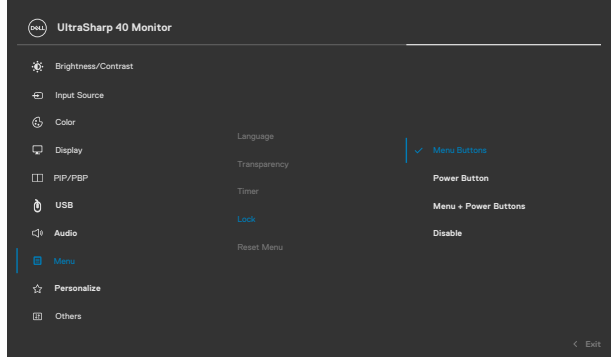 DELL UltraSharp 40 Monitor
Brightness/Contrast
Input Source
Color
Display
PIP/PBP
USB
Audio
Menu
Personalize
Others
Language
Transparency
Timer
Lock
Reset Menu
Menu Buttons
Power Button
Menu + Power Buttons
Disable
Exit